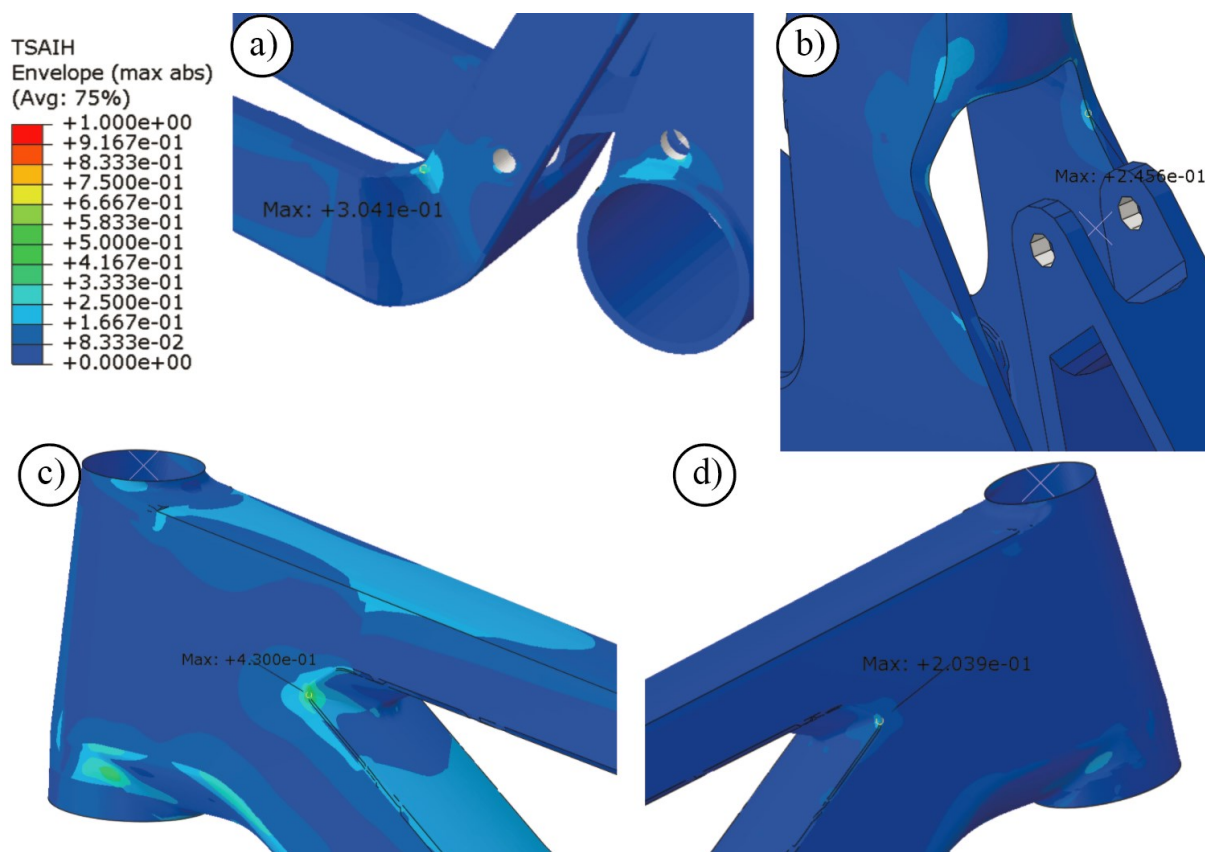 TSAIH
Envelope (max abs)
(Avg: 75%)
+1.000e+00
+9.167e-01
+8.333e-01
+7.500e-01
+6.667e-01
+5.833e-01
+5.000e-01
+4.167e-01
+3.333e-01
+2.500e-01
+1.667e-01
+8.333e-02
+0.000e+00
a)
Max: +3.041e-01
b)
Max: +2.456e-01
c)
Max: +4.300e-01
d)
Max: +2.039e-01